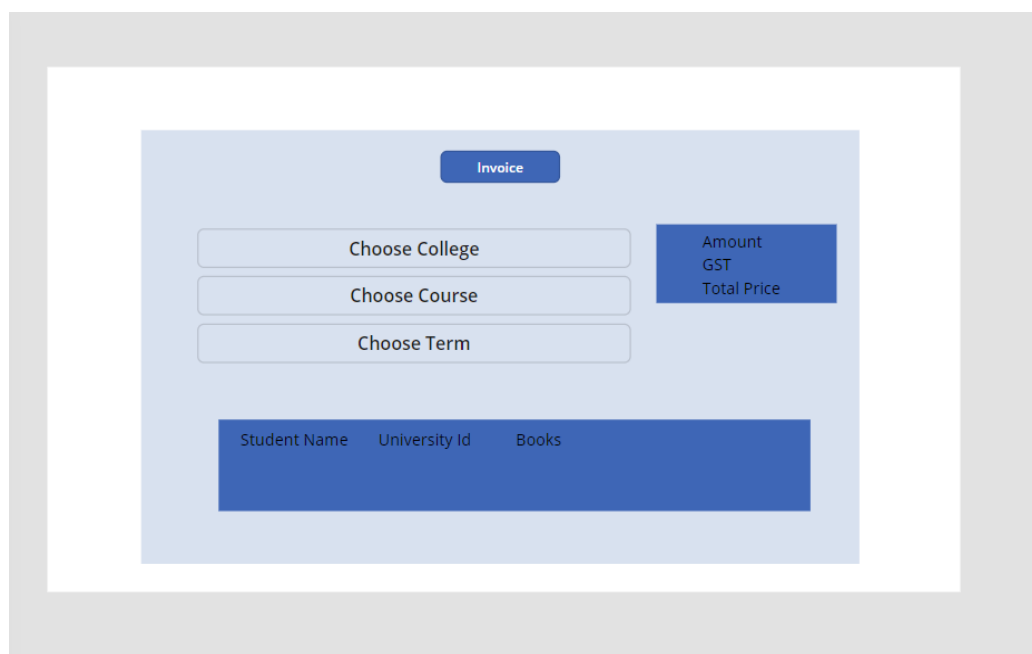 Invoice
Choose College
Choose Course
Choose Term
Amount
GST
Total Price
Student Name University Id Books